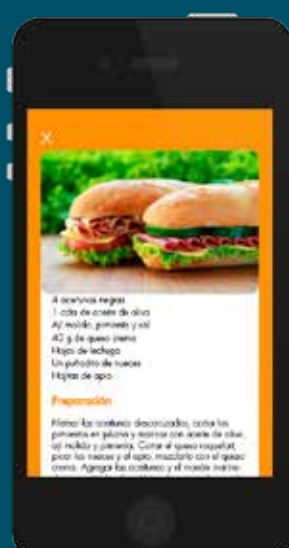 X
4 aceitunas negras
1 cdta de aceite de oliva
Ají molido, pimienta y sal
40 g de queso crema
Hojas de lechuga
Un puñadito de nueces
Hojitas de apio
Preparación
las aceitunas descarozadas, cortar los
pimientos en juliana y marinar con aceite de oliva,
ají molido y pimienta. Cortar el queso roquefort,
picar las nueces y el apio, mezclarlo con el queso
crema. Agregar las aceitunas y el morrón